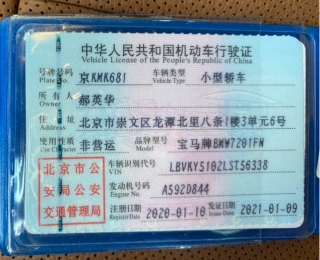 中华人民共和国机动车行驶证
Vehicle License of the People's Republic of China
号牌号码 京KMK681 车辆类型 小型轿车
Plate No. Vehicle Type
所有人 郝英华
Owner
住址 北京市崇文区龙潭北里八条1楼3单元6号
Address
使用性质 非营运 品牌型号 宝马牌BMW7201FN
Use Character Model
北京市公 车辆识别代号 LBVKY5102LST56338
VIN
安局公安 发动机号码 A592D844
Engine No.
交通管理局 注册日期 2020-01-10 发证日期 2021-01-09
Register Date Issue Date